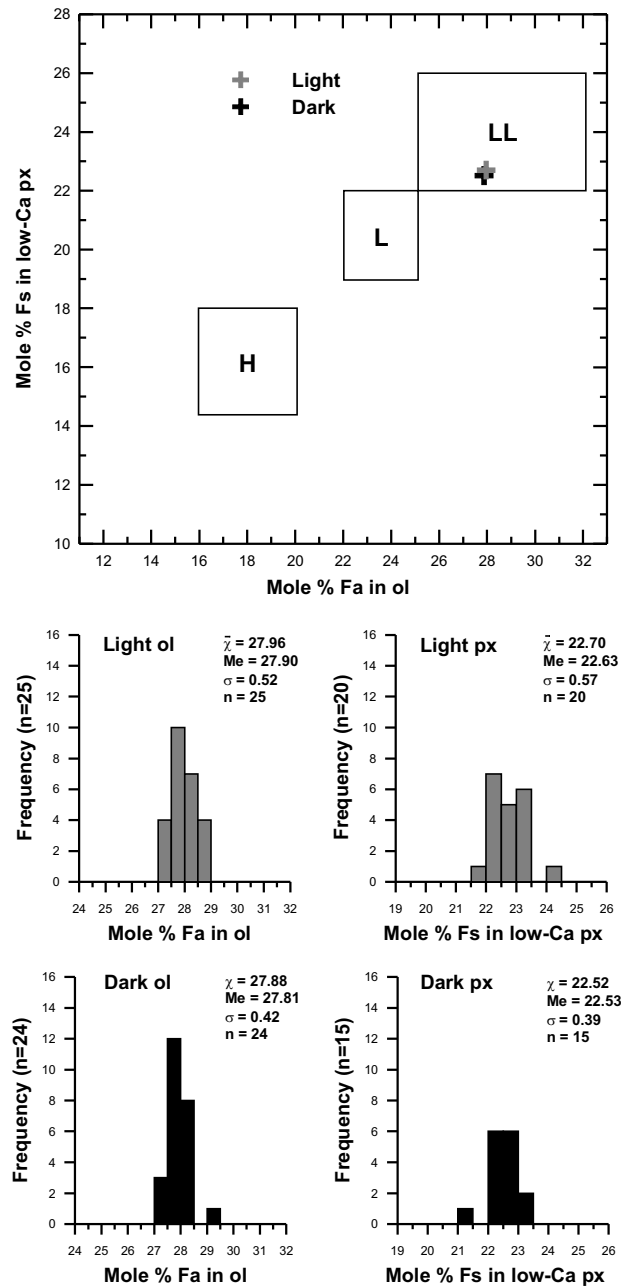 28
26
24
22
20
18
16
14
12
10
Mole % Fs in low-Ca px
Light
Dark
LL
L
H
12 14 16 18 20 22 24 26 28 30 32
Mole % Fa in ol
Light ol
χ̄ = 27.96
Me = 27.90
σ = 0.52
n = 25
16
14
12
10
8
6
4
2
0
Frequency (n=25)
24 25 26 27 28 29 30 31 32
Mole % Fa in ol
Light px
χ̄ = 22.70
Me = 22.63
σ = 0.57
n = 20
16
14
12
10
8
6
4
2
0
Frequency (n=20)
19 20 21 22 23 24 25 26
Mole % Fs in low-Ca px
Dark ol
χ = 27.88
Me = 27.81
σ = 0.42
n = 24
16
14
12
10
8
6
4
2
0
Frequency (n=24)
24 25 26 27 28 29 30 31 32
Mole % Fa in ol
Dark px
χ = 22.52
Me = 22.53
σ = 0.39
n = 15
16
14
12
10
8
6
4
2
0
Frequency (n=15)
19 20 21 22 23 24 25 26
Mole % Fs in low-Ca px